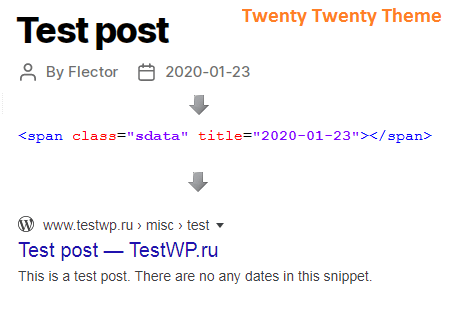 Twenty Twenty Theme
Test post
By Flector 2020-01-23
<span class="sdata" title="2020-01-23"></span>
www.testwp.ru › misc › test
Test post — TestWP.ru
This is a test post. There are no any dates in this snippet.